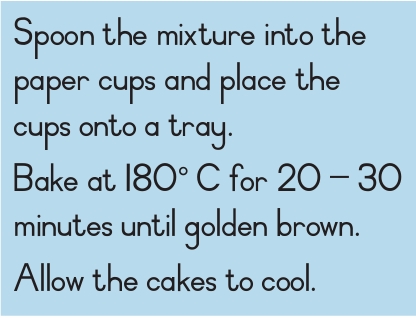 Spoon the mixture into the
paper cups and place the
cups onto a tray.
Bake at 180° C for 20 – 30
minutes until golden brown.
Allow the cakes to cool.